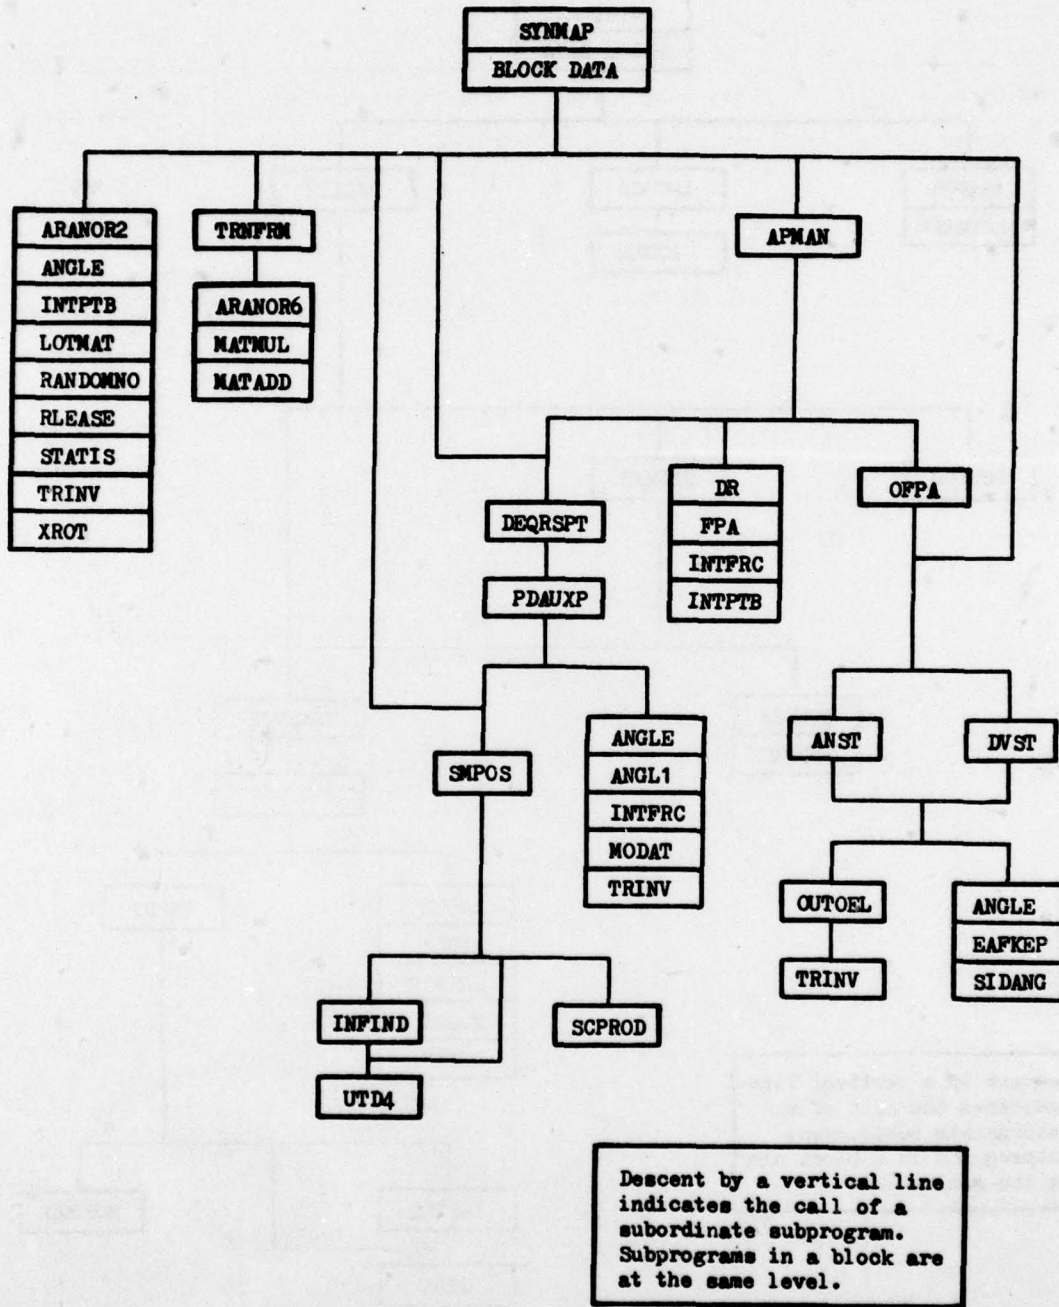 SYNMAP
BLOCK DATA
ARANOR2
ANGLE
INTPTB
LOTMAT
RANDOMNO
RLEASE
STATIS
TRINV
XROT
TRNFRM
ARANOR6
MATMUL
MATADD
APMAN
DEQRSPT
PDAUXP
DR
FPA
INTFRC
INTPTB
OFPA
SMPOS
ANGLE
ANGL1
INTFRC
MODAT
TRINV
ANST
DVST
OUTOEL
TRINV
ANGLE
EAFKEP
SIDANG
INFIND
UTD4
SCPROD
Descent by a vertical line
indicates the call of a
subordinate subprogram.
Subprograms in a block are
at the same level.